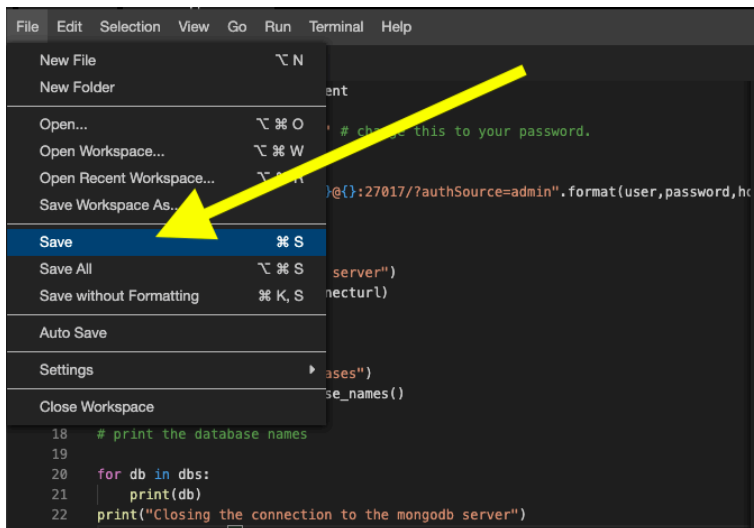 File Edit Selection View Go Run Terminal Help
New File ⌥ N
New Folder
ent
Open... ⌥ ⌘ O
" # change this to your password.
Open Workspace... ⌥ ⌘ W
Open Recent Workspace...
}@{}:27017/?authSource=admin".format(user,password,ho
Save Workspace As...
Save ⌘ S
Save All ⌥ ⌘ S
server")
Save without Formatting ⌘ K, S
necturl)
Auto Save
Settings
ases")
se_names()
Close Workspace
18 # print the database names
19
20 for db in dbs:
21 print(db)
22 print("Closing the connection to the mongodb server")